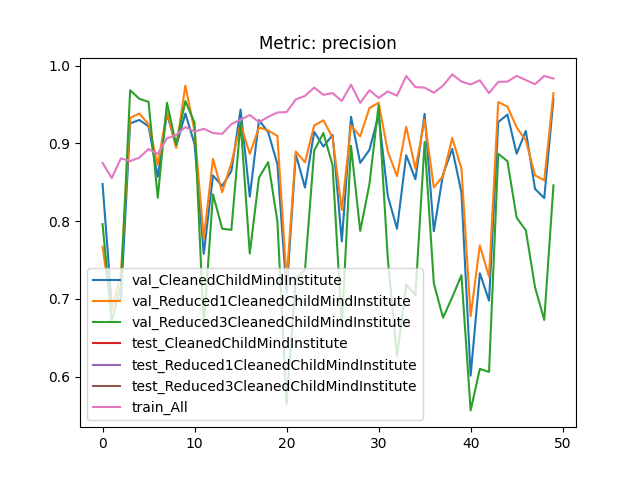 Metric: precision
1.0
0.9
0.8
0.7
0.6
val_CleanedChildMindInstitute
val_Reduced1CleanedChildMindInstitute
val_Reduced3CleanedChildMindInstitute
test_CleanedChildMindInstitute
test_Reduced1CleanedChildMindInstitute
test_Reduced3CleanedChildMindInstitute
train_All
0 10 20 30 40 50